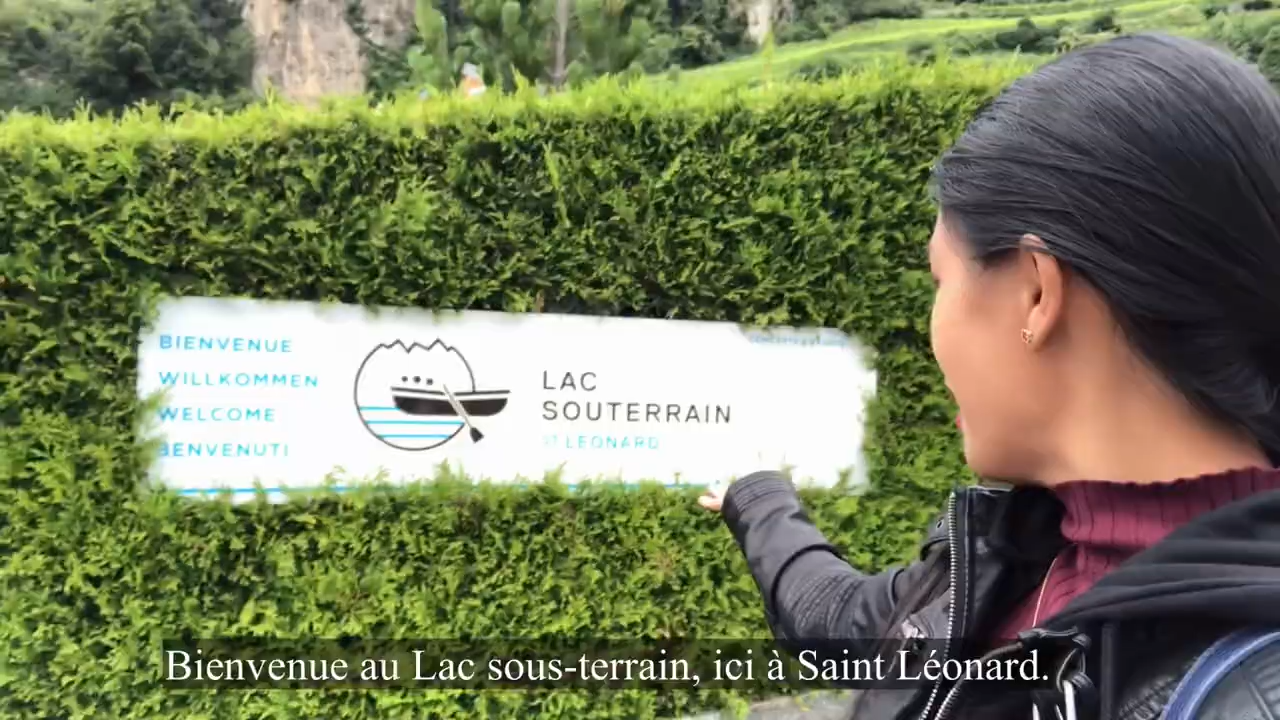 BIENVENUE
WILLKOMMEN
WELCOME
BENVENUTI
LAC
SOUTERRAIN
ST LEONARD
Bienvenue au Lac sous-terrain, ici à Saint Léonard.